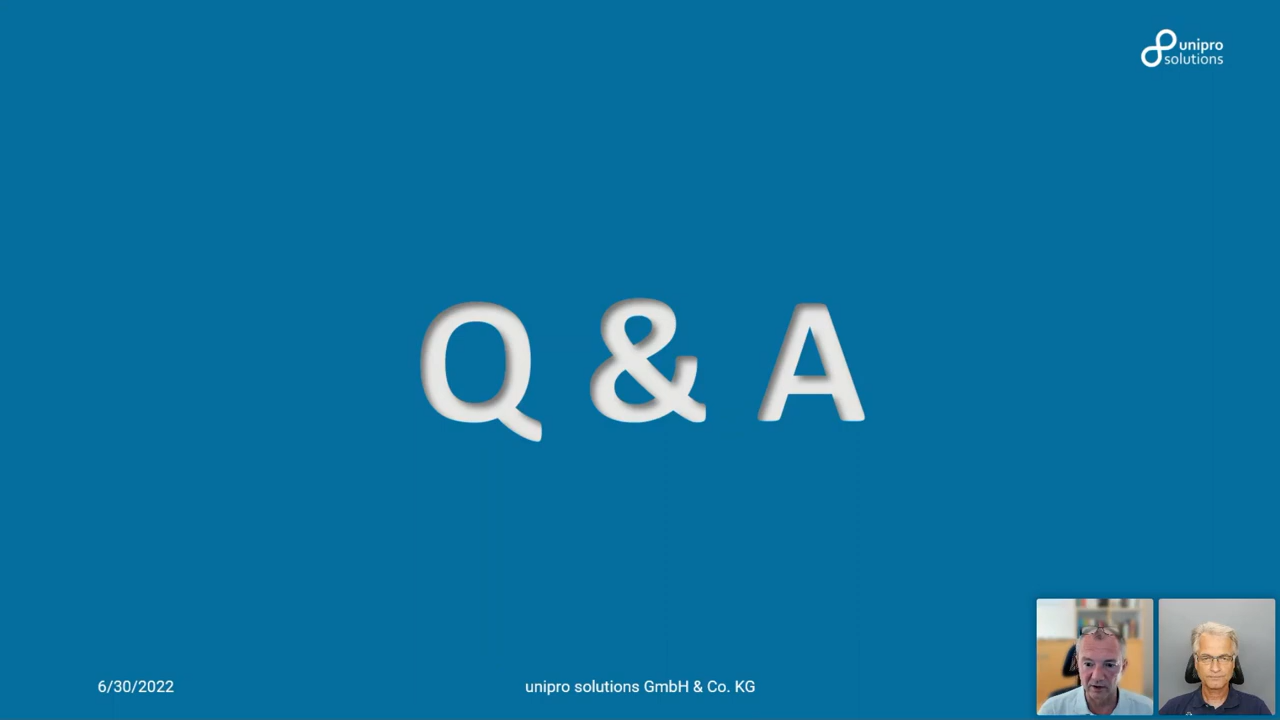 unipro
solutions
Q & A
6/30/2022
unipro solutions GmbH & Co. KG